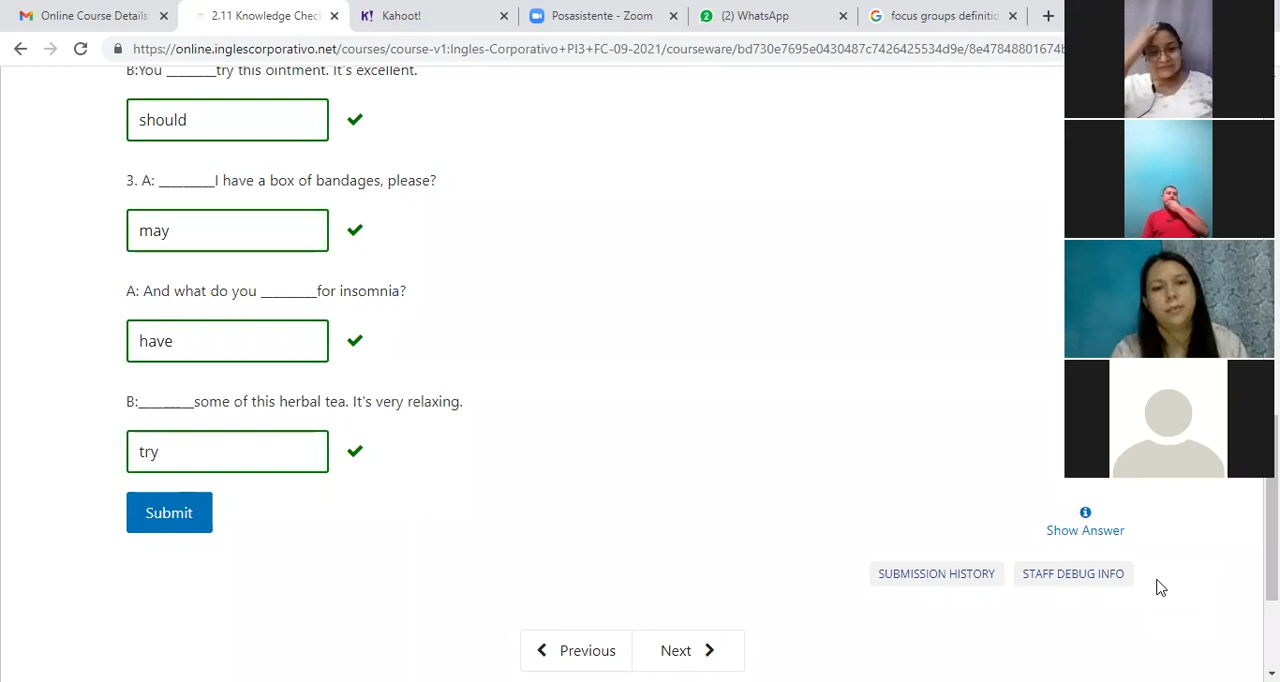 Online Course Details
2.11 Knowledge Chec
Kahoot!
Posasistente - Zoom
(2) WhatsApp
focus groups definitio
https://online.inglescorporativo.net/courses/course-v1:Ingles-Corporativo+PI3+FC-09-2021/courseware/bd730e7695e0430487c7426425534d9e/8e47848801674b
B:You ________try this ointment. It's excellent.
should
3. A: ________I have a box of bandages, please?
may
A: And what do you ________for insomnia?
have
B:________some of this herbal tea. It's very relaxing.
try
Submit
Show Answer
SUBMISSION HISTORY
STAFF DEBUG INFO
Previous
Next